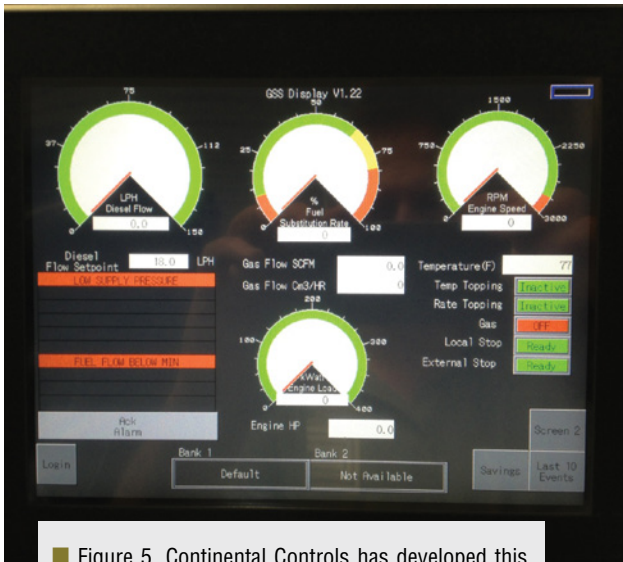 GSS Display V1.22
75
37
112
0
150
LPH
Diesel Flow
0.0
50
25
75
0
100
%
Fuel
Substitution Rate
0
1500
750
2250
0
3000
RPM
Engine Speed
0
Diesel
Flow Setpoint
18.0
LPH
LOW SUPPLY PRESSURE
FUEL FLOW BELOW MIN
Ack
Alarm
Gas Flow SCFM
0.0
Gas Flow Cm3/HR
0
200
100
300
0
400
kWatt
Engine Load
0
Engine HP
0.0
Temperature(F)
77
Temp Topping
Inactive
Rate Topping
Inactive
Gas
OFF
Local Stop
Ready
External Stop
Ready
Screen 2
Login
Bank 1
Default
Bank 2
Not Available
Savings
Last 10
Events
Figure 5. Continental Controls has developed this